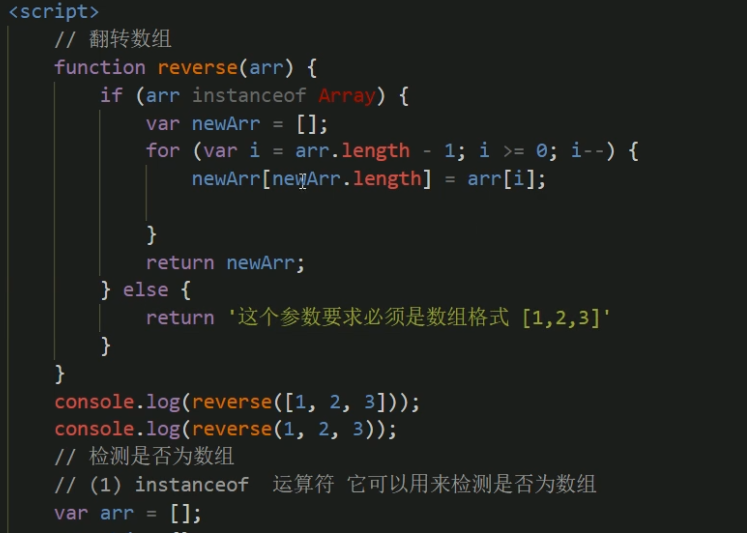 <script>
// 翻转数组
function reverse(arr) {
if (arr instanceof Array) {
var newArr = [];
for (var i = arr.length - 1; i >= 0; i--) {
newArr[newArr.length] = arr[i];
}
return newArr;
} else {
return '这个参数要求必须是数组格式 [1,2,3]'
}
}
console.log(reverse([1, 2, 3]));
console.log(reverse(1, 2, 3));
// 检测是否为数组
// (1) instanceof 运算符 它可以用来检测是否为数组
var arr = [];